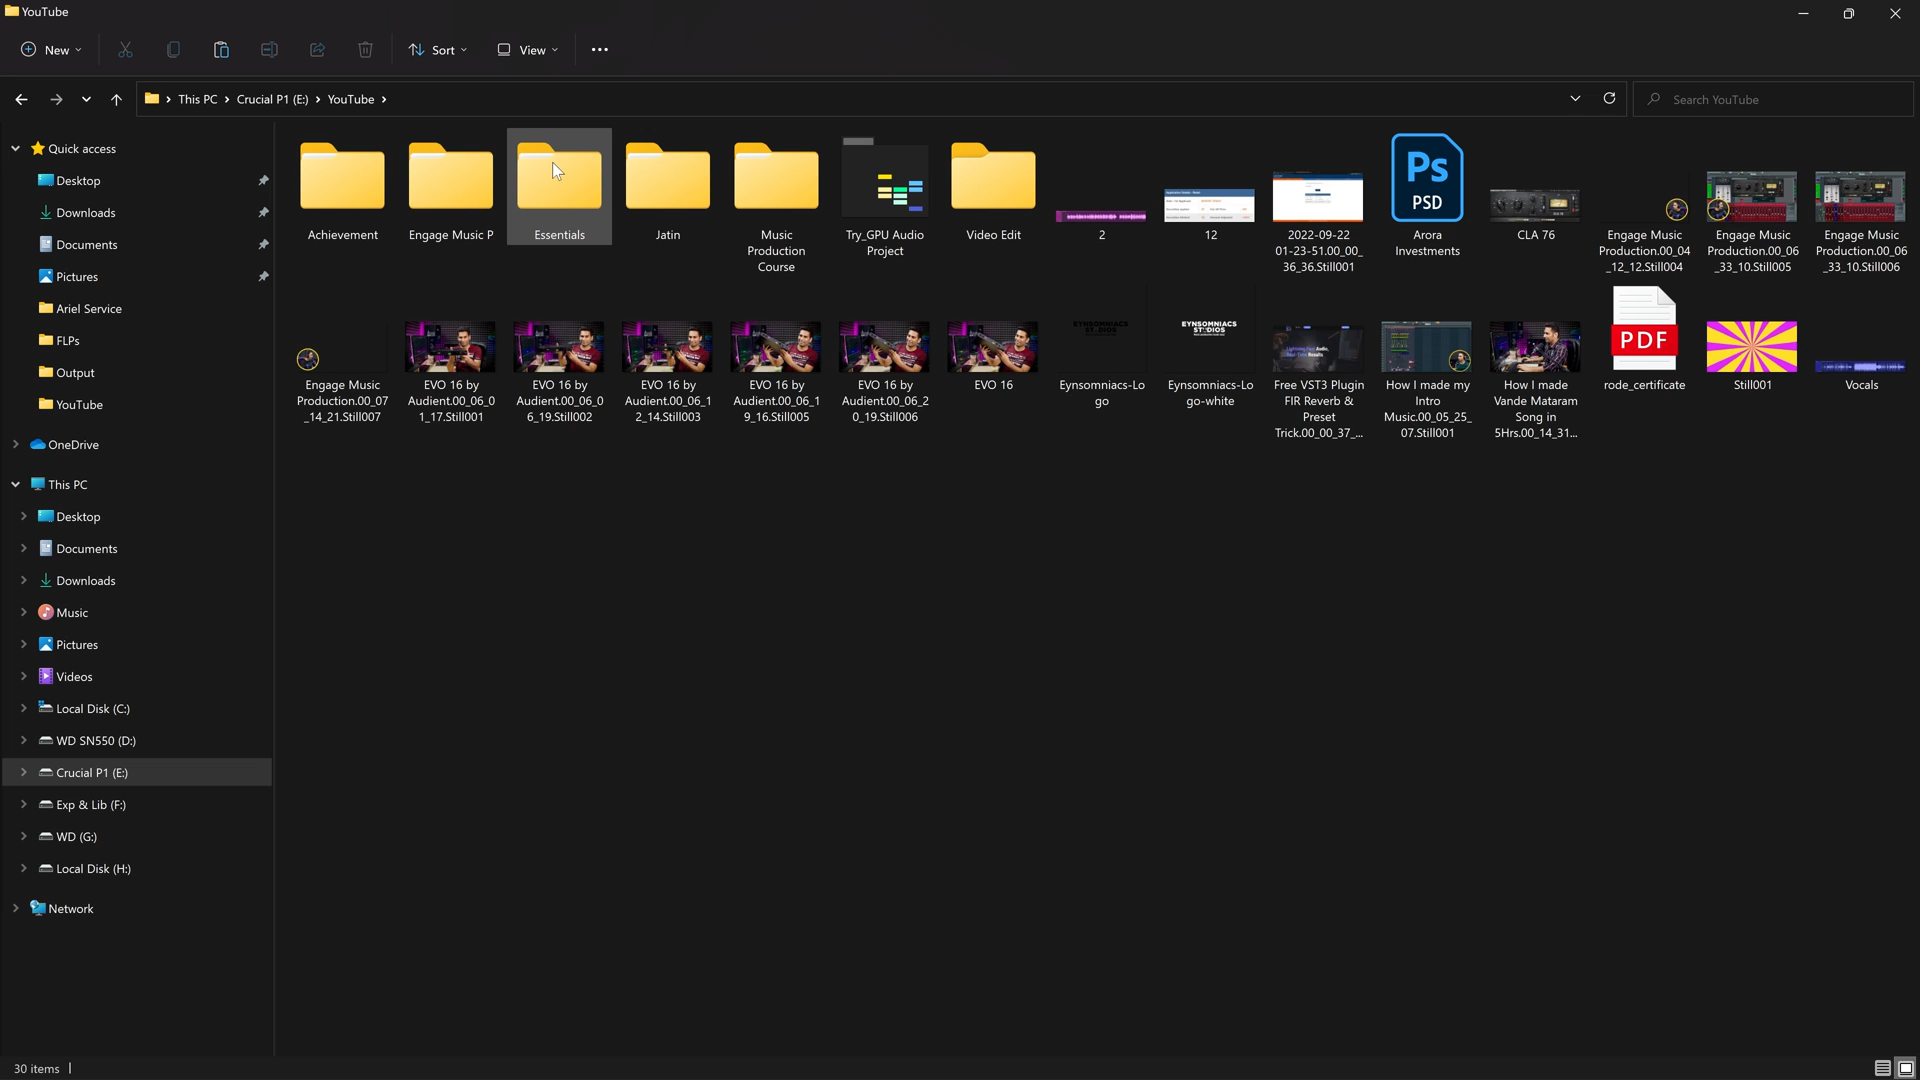 YouTube
New
Sort
View
This PC
Crucial P1 (E:)
YouTube
Search YouTube
Quick access
Desktop
Downloads
Documents
Pictures
Ariel Service
FLPs
Output
YouTube
OneDrive
This PC
Desktop
Documents
Downloads
Music
Pictures
Videos
Local Disk (C:)
WD SN550 (D:)
Crucial P1 (E:)
Exp & Lib (F:)
WD (G:)
Local Disk (H:)
Network
Achievement
Engage Music P
Essentials
Jatin
Music
Production
Course
Try_GPU Audio
Project
Video Edit
2
12
2022-09-22
01-23-51.00_00_
36_36.Still001
Ps
PSD
Arora
Investments
CLA 76
Engage Music
Production.00_04
_12_12.Still004
Engage Music
Production.00_06
_33_10.Still005
Engage Music
Production.00_06
_33_10.Still006
Engage Music
Production.00_07
_14_21.Still007
EVO 16 by
Audient.00_06_0
1_17.Still001
EVO 16 by
Audient.00_06_0
6_19.Still002
EVO 16 by
Audient.00_06_1
2_14.Still003
EVO 16 by
Audient.00_06_1
9_16.Still005
EVO 16 by
Audient.00_06_2
0_19.Still006
EVO 16
EYNSOMNIACS
ST DIOS
Eynsomniacs-Lo
go
EYNSOMNIACS
ST DIOS
Eynsomniacs-Lo
go-white
Free VST3 Plugin
FIR Reverb &
Preset
Trick.00_00_37_...
How I made my
Intro
Music.00_05_25_
07.Still001
How I made
Vande Mataram
Song in
5Hrs.00_14_31...
PDF
rode_certificate
Still001
Vocals
30 items